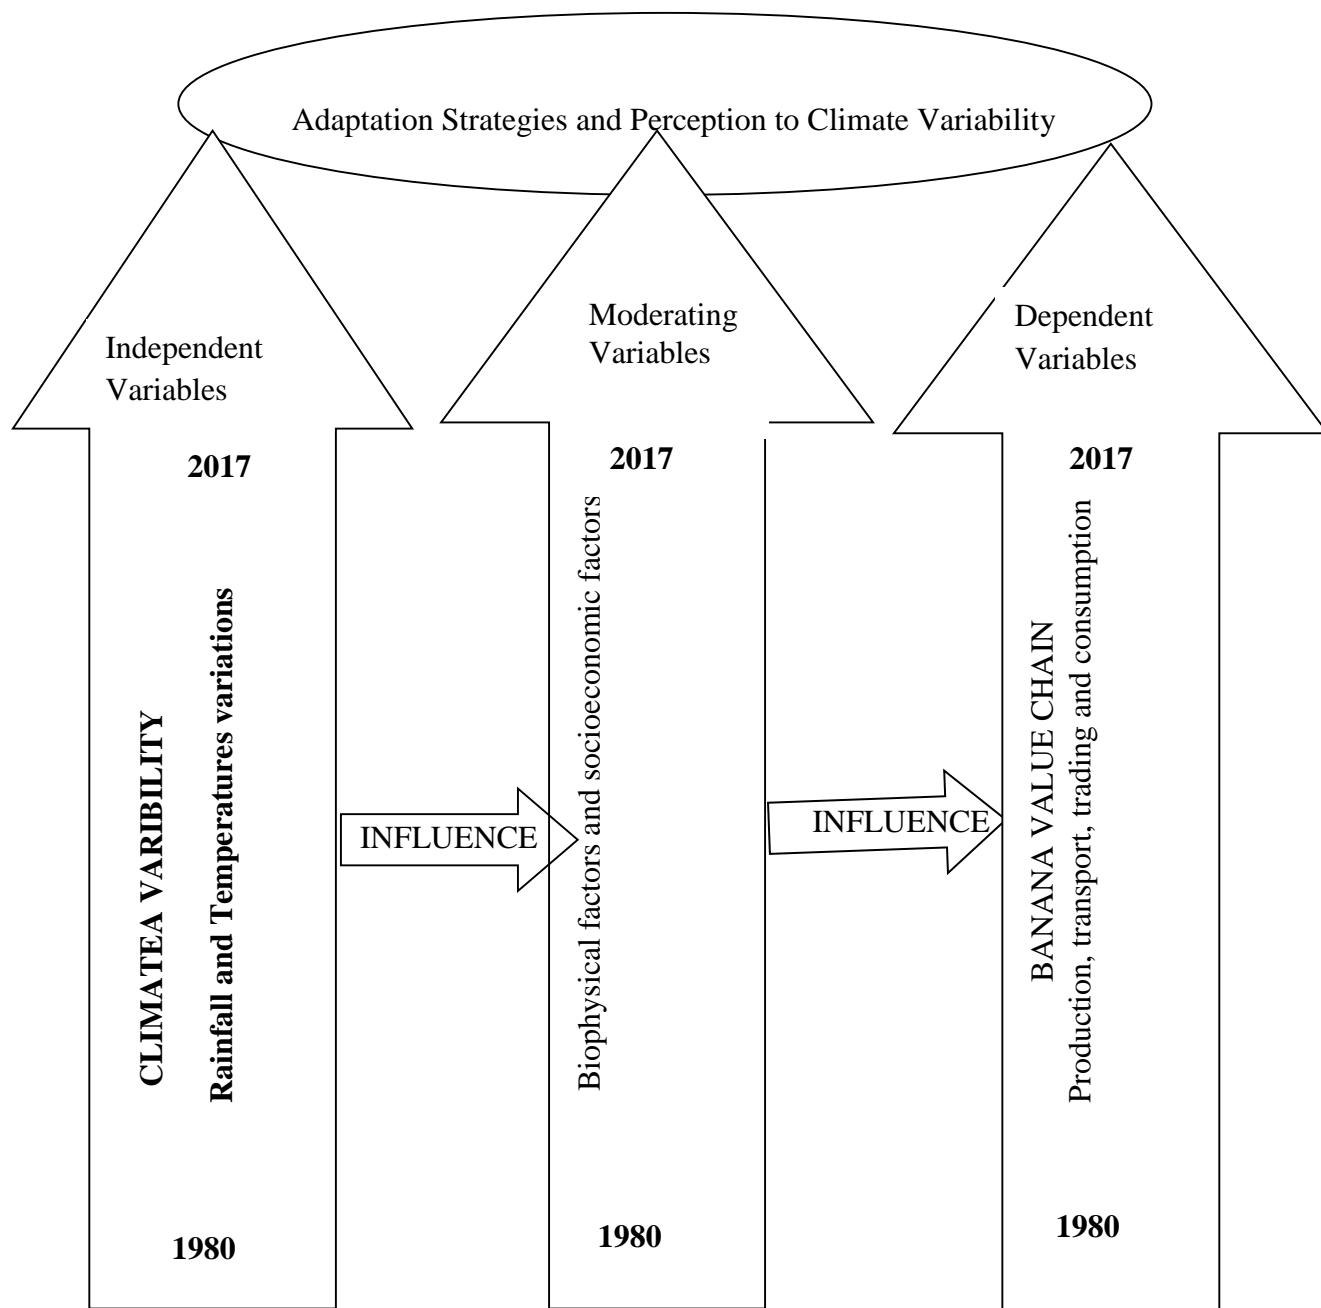 Adaptation Strategies and Perception to Climate Variability
Independent
Variables
2017
CLIMATEA VARIBILITY
Rainfall and Temperatures variations
1980
INFLUENCE
Moderating
Variables
2017
Biophysical factors and socioeconomic factors
1980
INFLUENCE
Dependent
Variables
2017
BANANA VALUE CHAIN
Production, transport, trading and consumption
1980